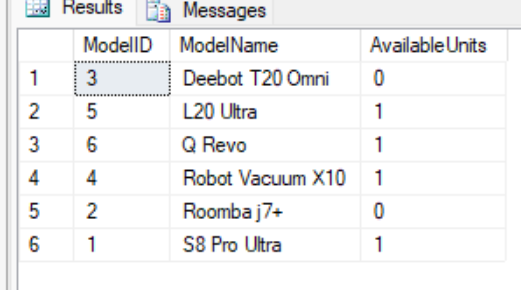 Results Messages
ModelID ModelName AvailableUnits
1 3 Deebot T20 Omni 0
2 5 L20 Ultra 1
3 6 Q Revo 1
4 4 Robot Vacuum X10 1
5 2 Roomba j7+ 0
6 1 S8 Pro Ultra 1